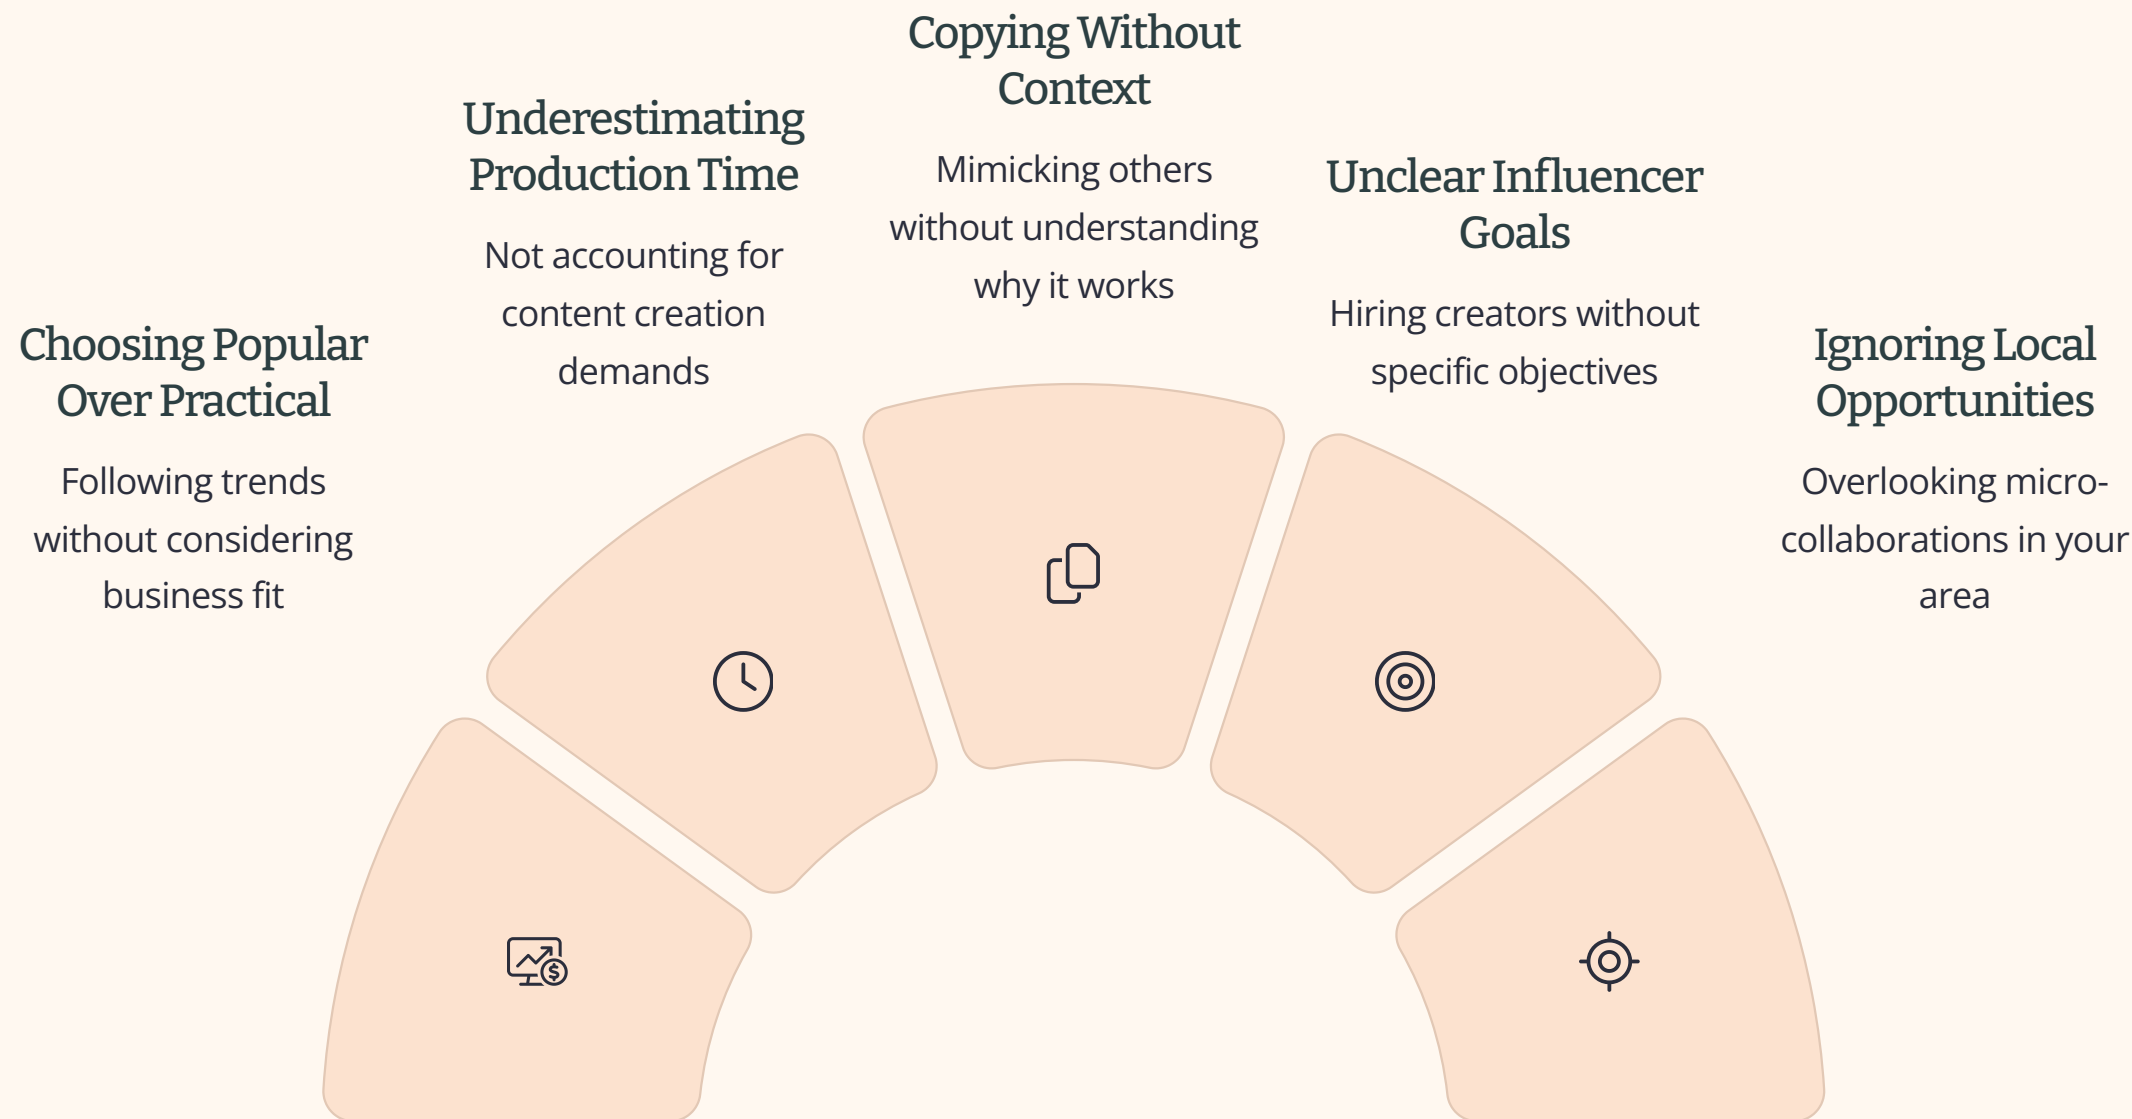 Choosing Popular
Over Practical
Following trends
without considering
business fit
Underestimating
Production Time
Not accounting for
content creation
demands
Copying Without
Context
Mimicking others
without understanding
why it works
Unclear Influencer
Goals
Hiring creators without
specific objectives
Ignoring Local
Opportunities
Overlooking micro-
collaborations in your
area
$